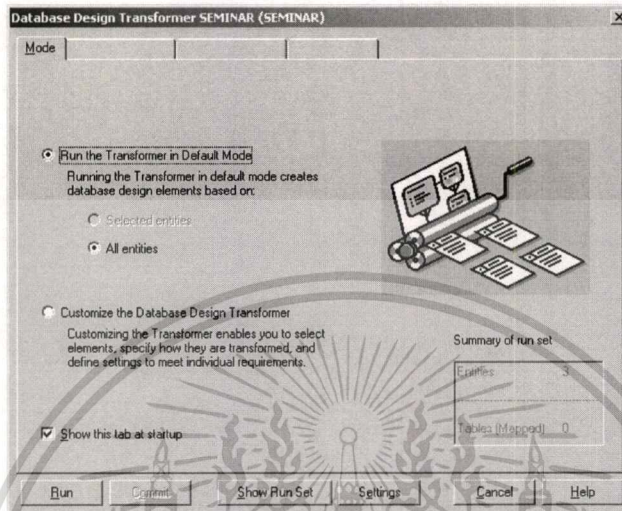 Database Design Transformer SEMINAR (SEMINAR)
Mode
Run the Transformer in Default Mode
Running the Transformer in default mode creates
database design elements based on:
Selected entities
All entities
Customize the Database Design Transformer
Customizing the Transformer enables you to select
elements, specify how they are transformed, and
define settings to meet individual requirements.
Summary of run set
Entities 3
Tables (Mapped) 0
Show this tab at startup
Run Commit Show Run Set Settings Cancel Help